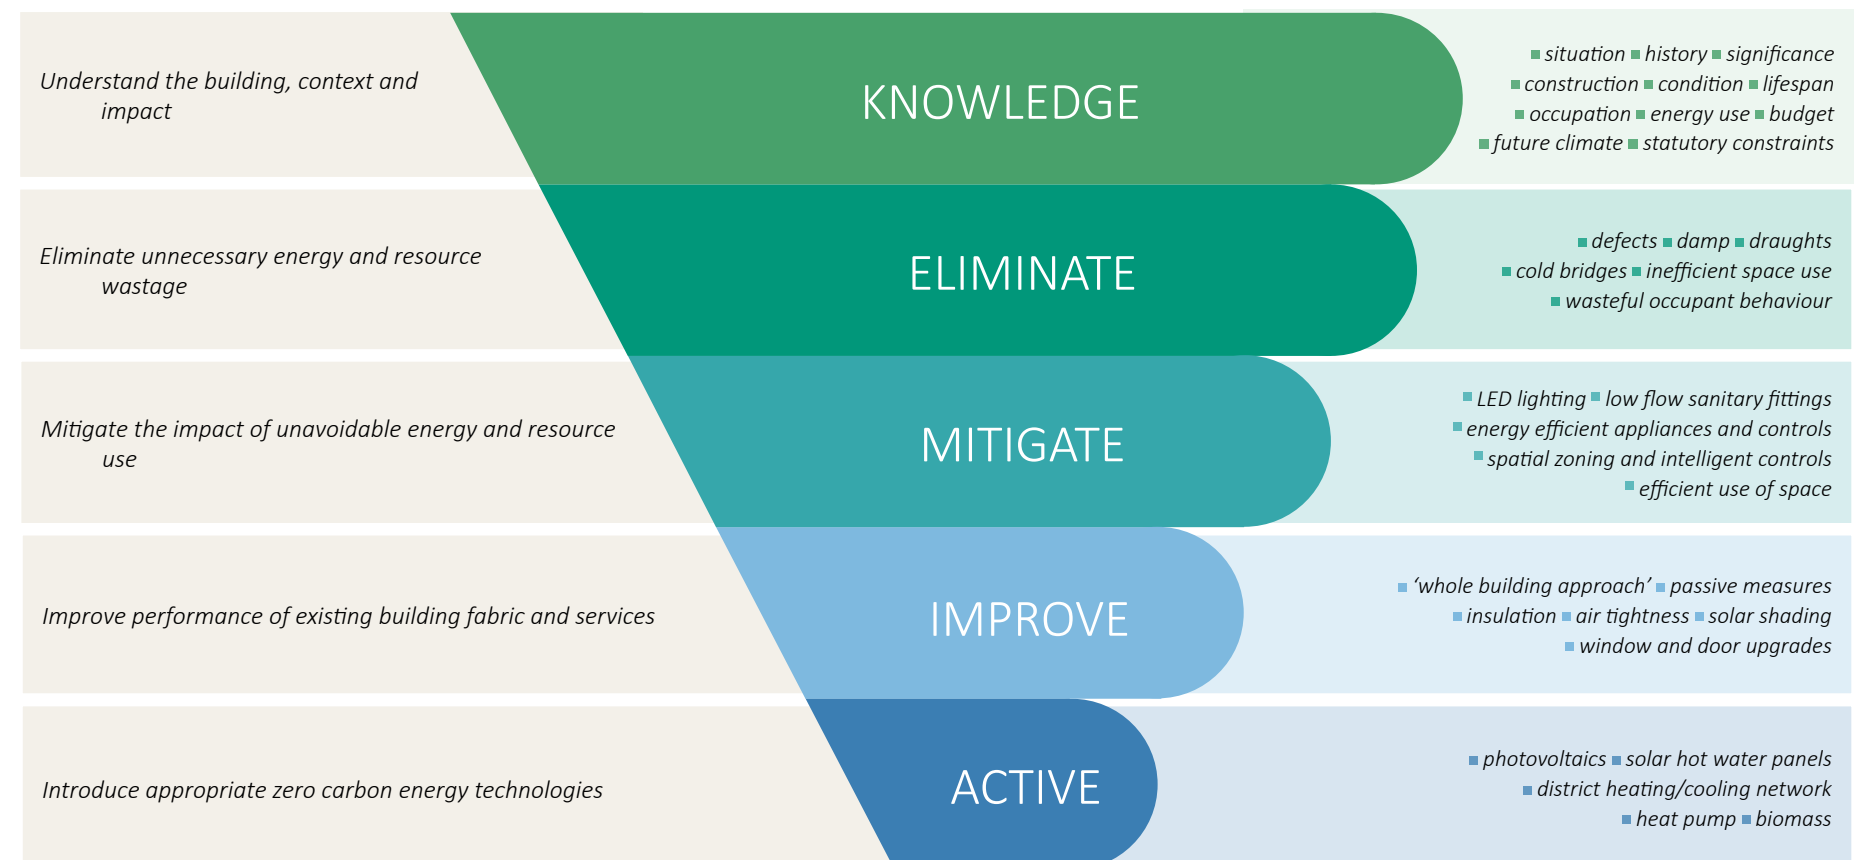 Understand the building, context and
impact
KNOWLEDGE
▪ situation ▪ history ▪ significance
▪ construction ▪ condition ▪ lifespan
▪ occupation ▪ energy use ▪ budget
▪ future climate ▪ statutory constraints
Eliminate unnecessary energy and resource
wastage
ELIMINATE
▪ defects ▪ damp ▪ draughts
▪ cold bridges ▪ inefficient space use
▪ wasteful occupant behaviour
Mitigate the impact of unavoidable energy and resource
use
MITIGATE
▪ LED lighting ▪ low flow sanitary fittings
▪ energy efficient appliances and controls
▪ spatial zoning and intelligent controls
▪ efficient use of space
Improve performance of existing building fabric and services
IMPROVE
▪ ‘whole building approach’ ▪ passive measures
▪ insulation ▪ air tightness ▪ solar shading
▪ window and door upgrades
Introduce appropriate zero carbon energy technologies
ACTIVE
▪ photovoltaics ▪ solar hot water panels
▪ district heating/cooling network
▪ heat pump ▪ biomass